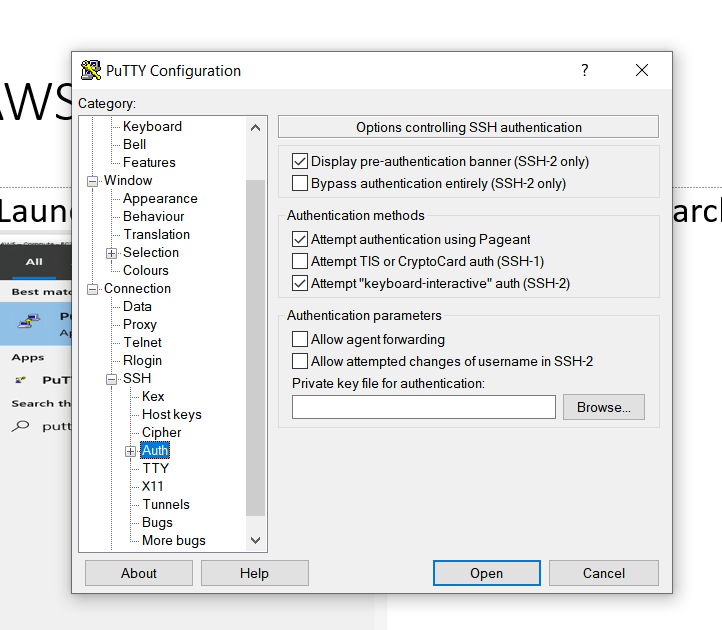 AWS
Laun
arch
AWS – Compute – EC
All
Best mat
Pu
Ap
Apps
PuTT
Search th
putt
PuTTY Configuration
?
Category:
Keyboard
Bell
Features
Window
Appearance
Behaviour
Translation
Selection
Colours
Connection
Data
Proxy
Telnet
Rlogin
SSH
Kex
Host keys
Cipher
Auth
TTY
X11
Tunnels
Bugs
More bugs
Options controlling SSH authentication
Display pre-authentication banner (SSH-2 only)
Bypass authentication entirely (SSH-2 only)
Authentication methods
Attempt authentication using Pageant
Attempt TIS or CryptoCard auth (SSH-1)
Attempt "keyboard-interactive" auth (SSH-2)
Authentication parameters
Allow agent forwarding
Allow attempted changes of username in SSH-2
Private key file for authentication:
Browse...
About
Help
Open
Cancel